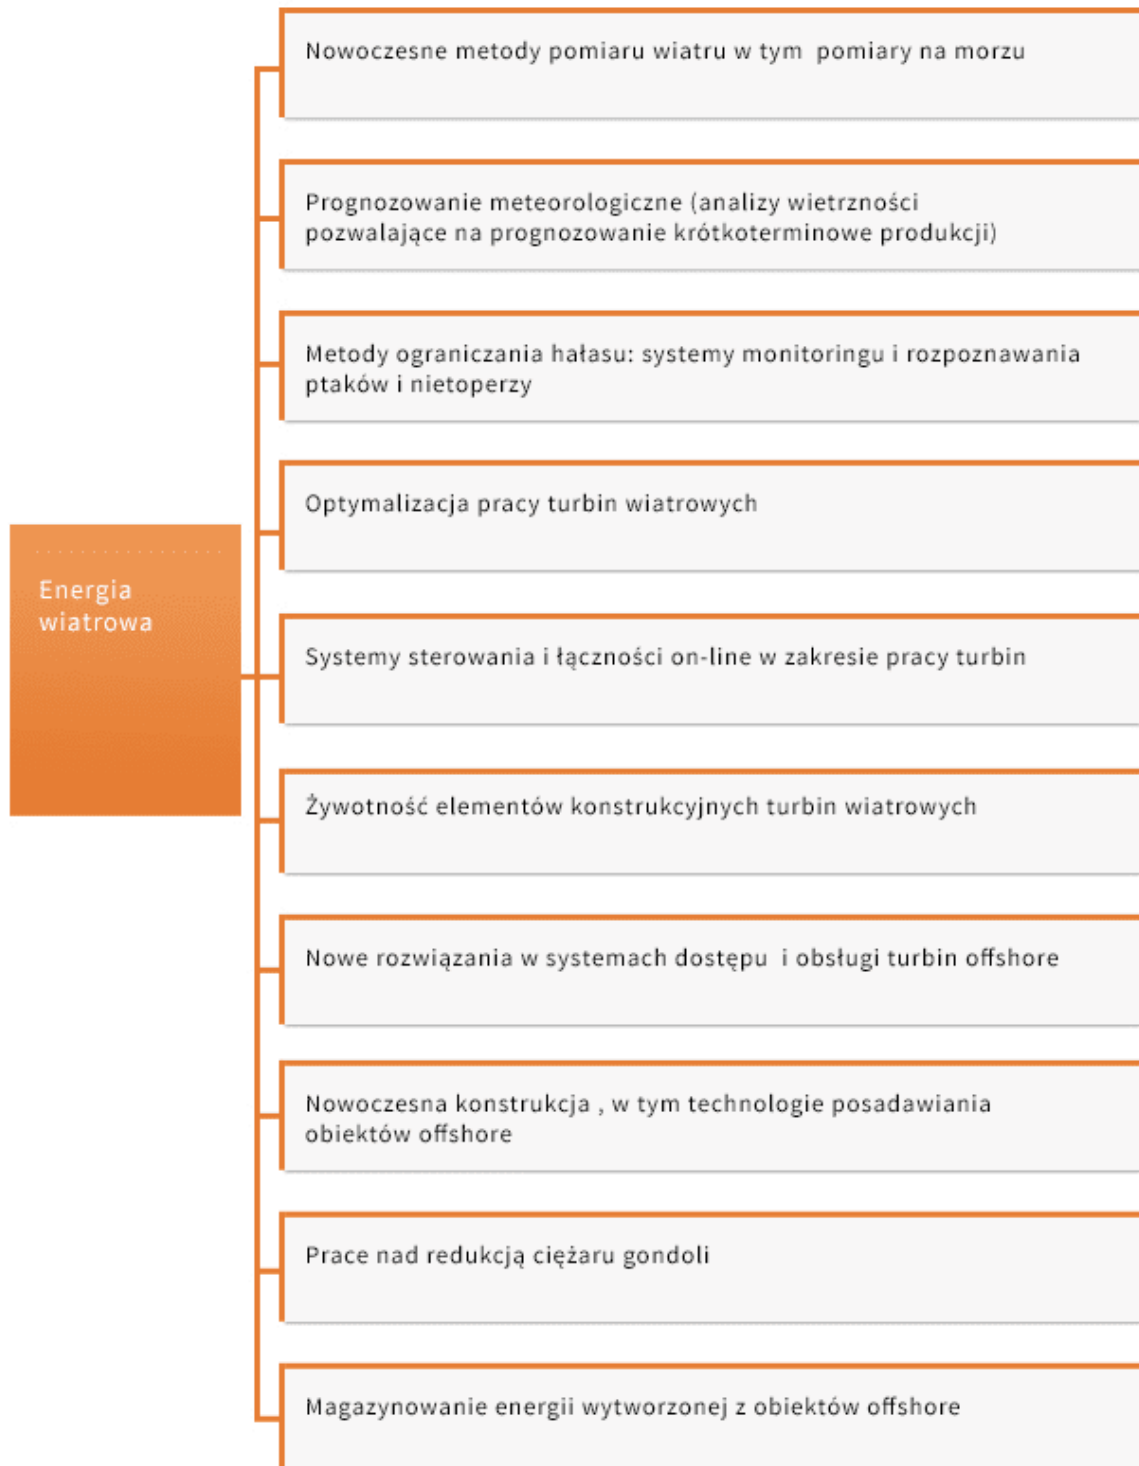 Nowoczesne metody pomiaru wiatru w tym pomiary na morzu
Prognozowanie meteorologiczne (analizy wietrzności
pozwalające na prognozowanie krótkoterminowe produkcji)
Metody ograniczania hałasu: systemy monitoringu i rozpoznawania
ptaków i nietoperzy
Optymalizacja pracy turbin wiatrowych
Energia
wiatrowa
Systemy sterowania i łączności on-line w zakresie pracy turbin
Żywotność elementów konstrukcyjnych turbin wiatrowych
Nowe rozwiązania w systemach dostępu i obsługi turbin offshore
Nowoczesna konstrukcja , w tym technologie posadawiania
obiektów offshore
Prace nad redukcją ciężaru gondoli
Magazynowanie energii wytworzonej z obiektów offshore